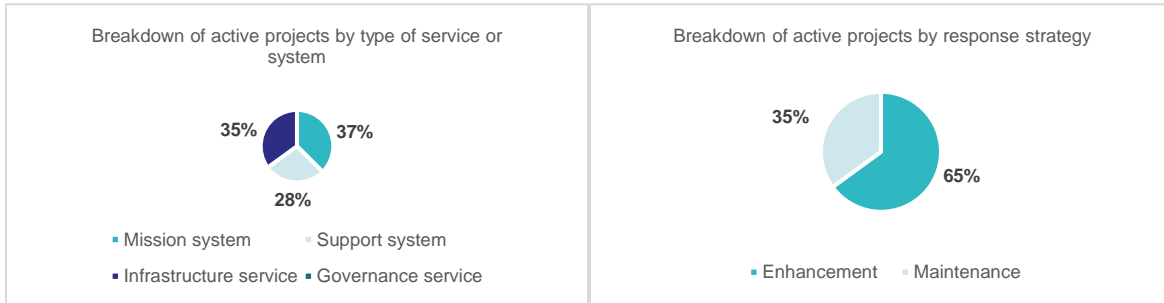 Breakdown of active projects by type of service or
system
35%
37%
28%
Mission system
Support system
Infrastructure service
Governance service
Breakdown of active projects by response strategy
35%
65%
Enhancement
Maintenance